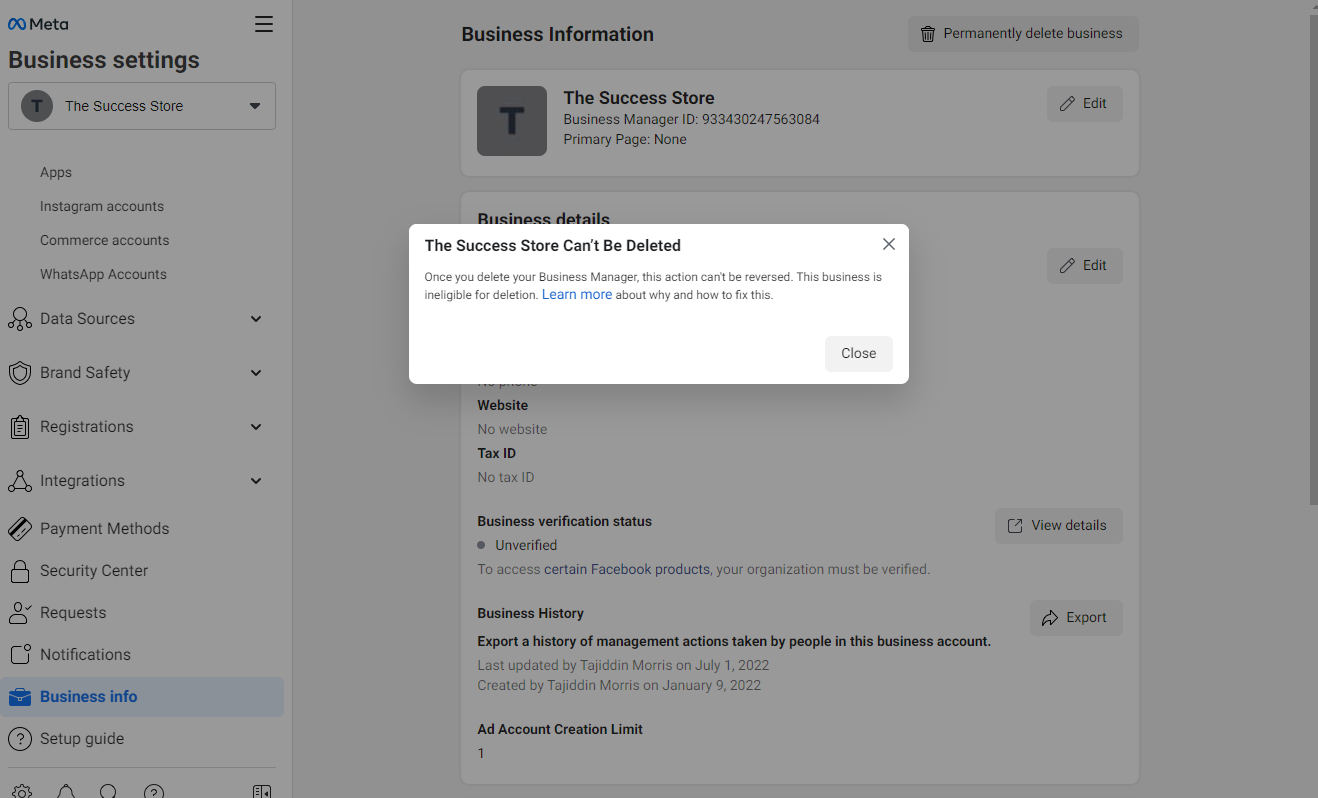 Meta
Business settings
T The Success Store
Apps
Instagram accounts
Commerce accounts
WhatsApp Accounts
Data Sources
Brand Safety
Registrations
Integrations
Payment Methods
Security Center
Requests
Notifications
Business info
Setup guide
Business Information
Permanently delete business
T
The Success Store
Business Manager ID: 933430247563084
Primary Page: None
Edit
Business details
Edit
The Success Store Can't Be Deleted
Once you delete your Business Manager, this action can't be reversed. This business is
ineligible for deletion. Learn more about why and how to fix this.
Close
No phone
Website
No website
Tax ID
No tax ID
Business verification status
View details
Unverified
To access certain Facebook products, your organization must be verified.
Business History
Export
Export a history of management actions taken by people in this business account.
Last updated by Tajiddin Morris on July 1, 2022
Created by Tajiddin Morris on January 9, 2022
Ad Account Creation Limit
1